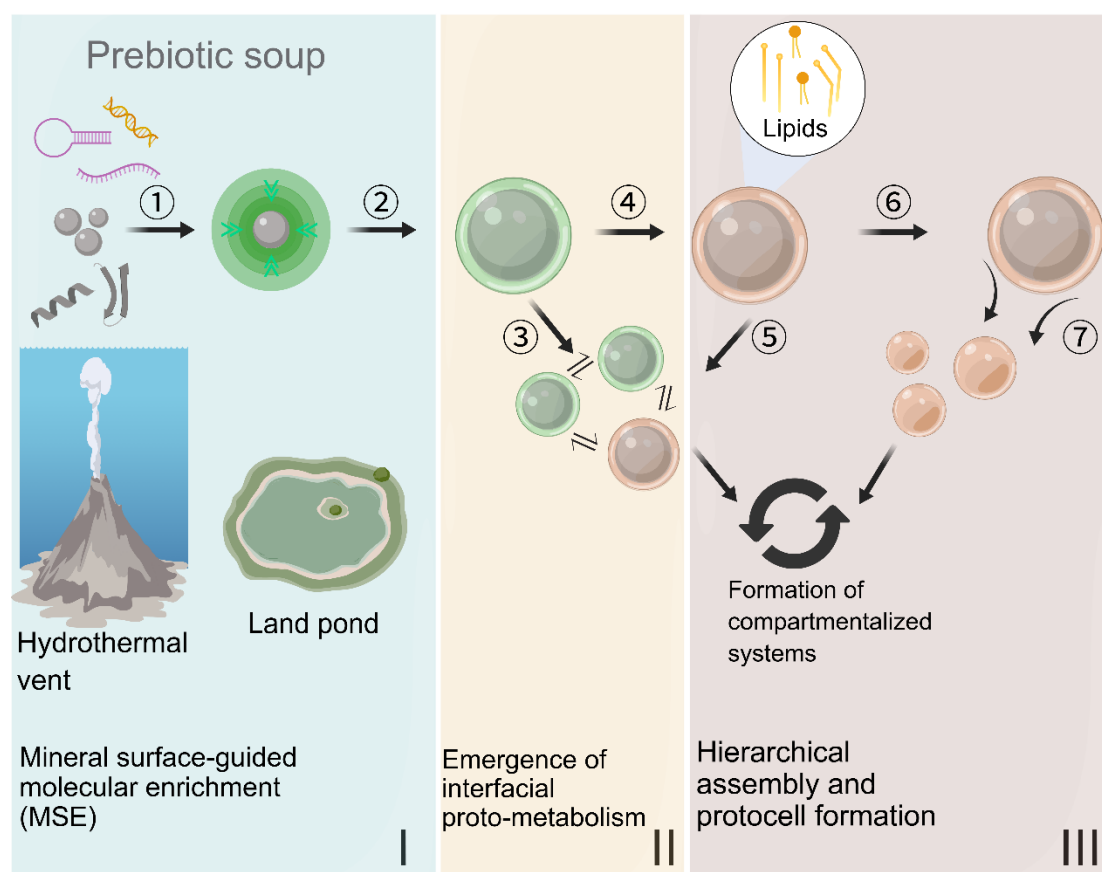 Prebiotic soup
①
②
Hydrothermal
vent
Land pond
Mineral surface-guided
molecular enrichment
(MSE)
I
④
③
Emergence of
interfacial
proto-metabolism
II
Lipids
⑥
⑤
⑦
Formation of
compartmentalized
systems
Hierarchical
assembly and
protocell formation
III